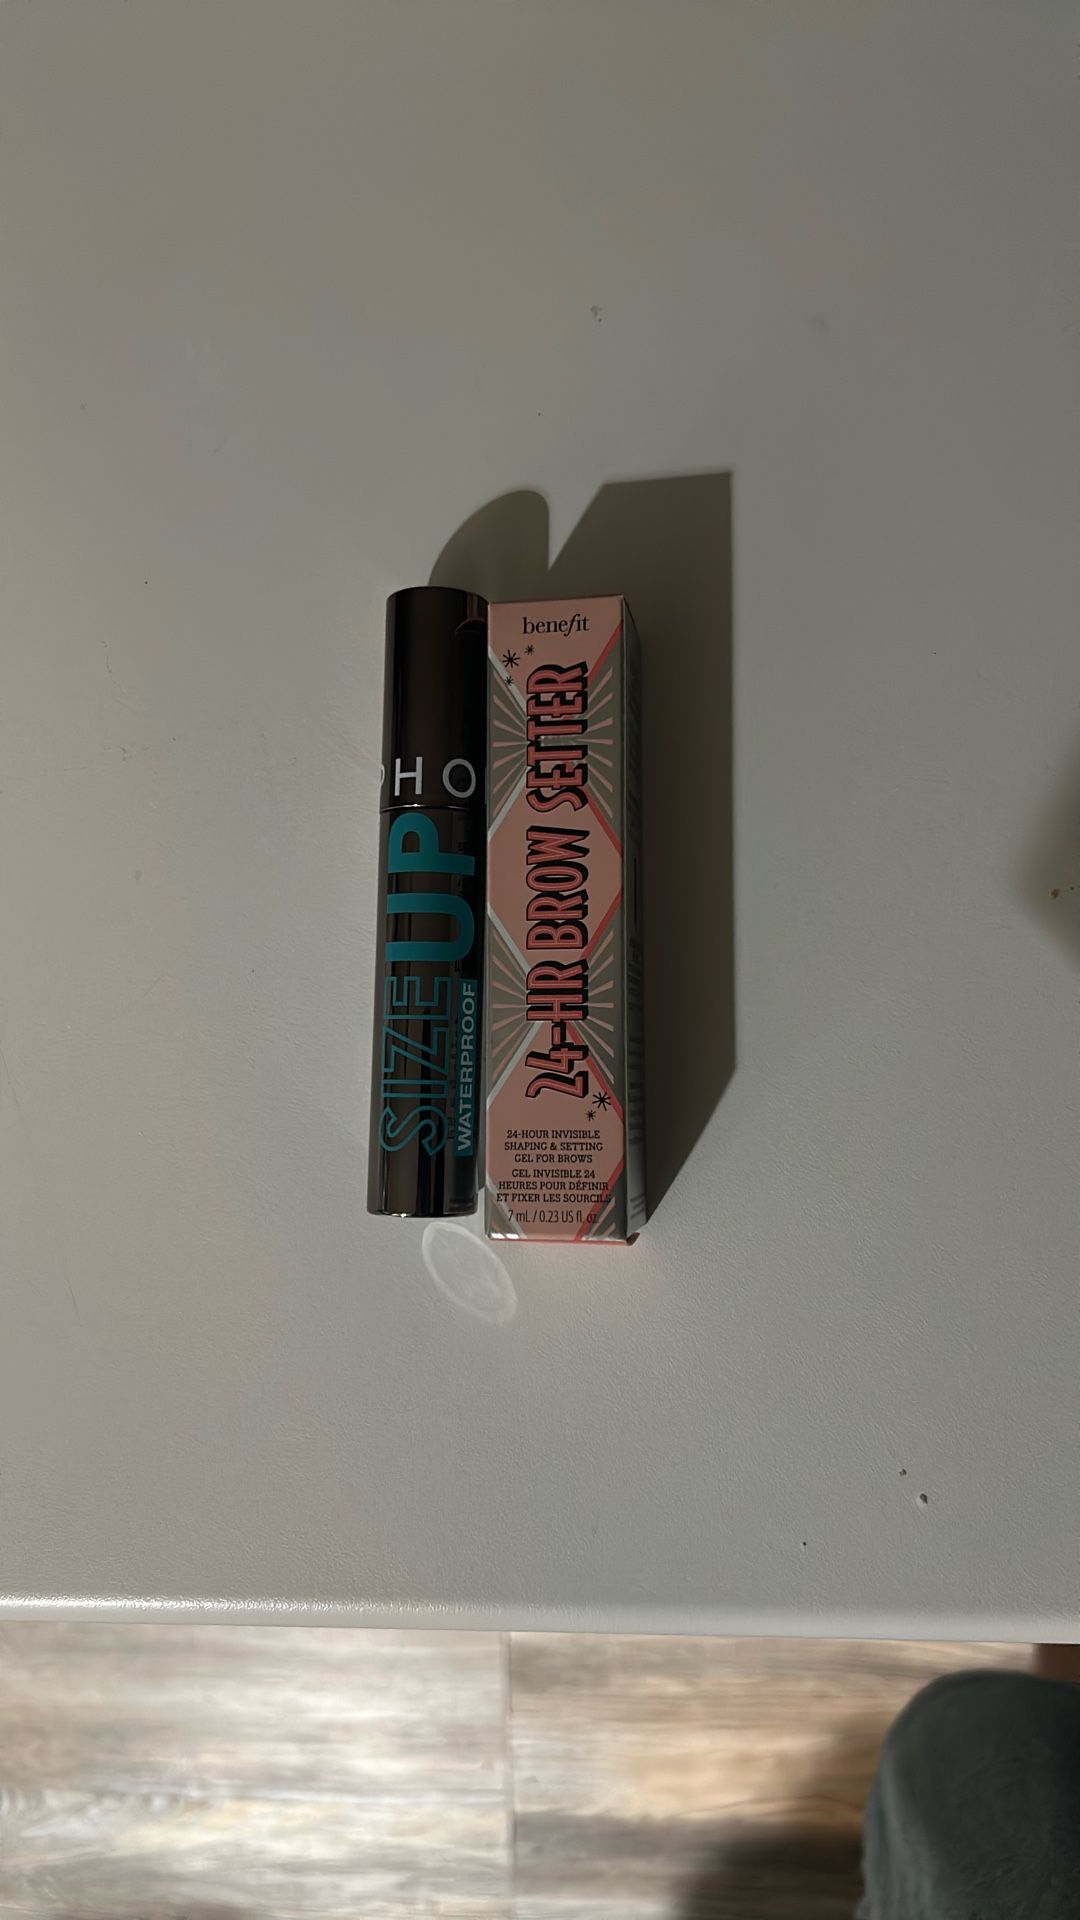 HO
SIZE UP
WATERPROOF
benefit
24-HR BROW SETTER
24-HOUR INVISIBLE
SHAPING & SETTING
GEL FOR BROWS
GEL INVISIBLE 24
HEURES POUR DÉFINIR
ET FIXER LES SOURCILS
7 mL / 0.23 US fl. oz.